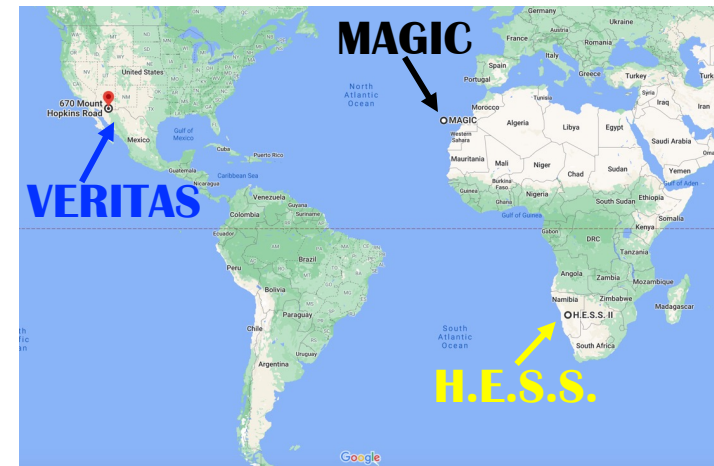 MAGIC
Germany
Ukraine
France
Austria
Romania
Italy
Spain
Portugal
Greece
Turkey
United States
North
Atlantic
Ocean
670 Mount
Hopkins Road
Morocco
Tunisia
Syria
Iraq
Iran
MAGIC
Algeria
Libya
Egypt
Western
Sahara
Saudi Arabia
Gulf of
Mexico
Mexico
Cuba
Puerto Rico
Mauritania
Mali
Niger
Chad
Sudan
Yemen
Gulf of Aden
Guatemala
Caribbean Sea
Nicaragua
Burkina
Faso
Guinea
Ghana
Nigeria
South Sudan
Ethiopia
VERITAS
Venezuela
Guyana
Suriname
Colombia
Gulf of Guinea
Somalia
Ecuador
Gabon
Kenya
DRC
Tanzania
Peru
Brazil
Angola
Zambia
Mozambique
Bolivia
Namibia
Zimbabwe
Madagascar
H.E.S.S. II
Paraguay
Chile
South
Atlantic
Ocean
South Africa
Uruguay
Argentina
H.E.S.S.
Google